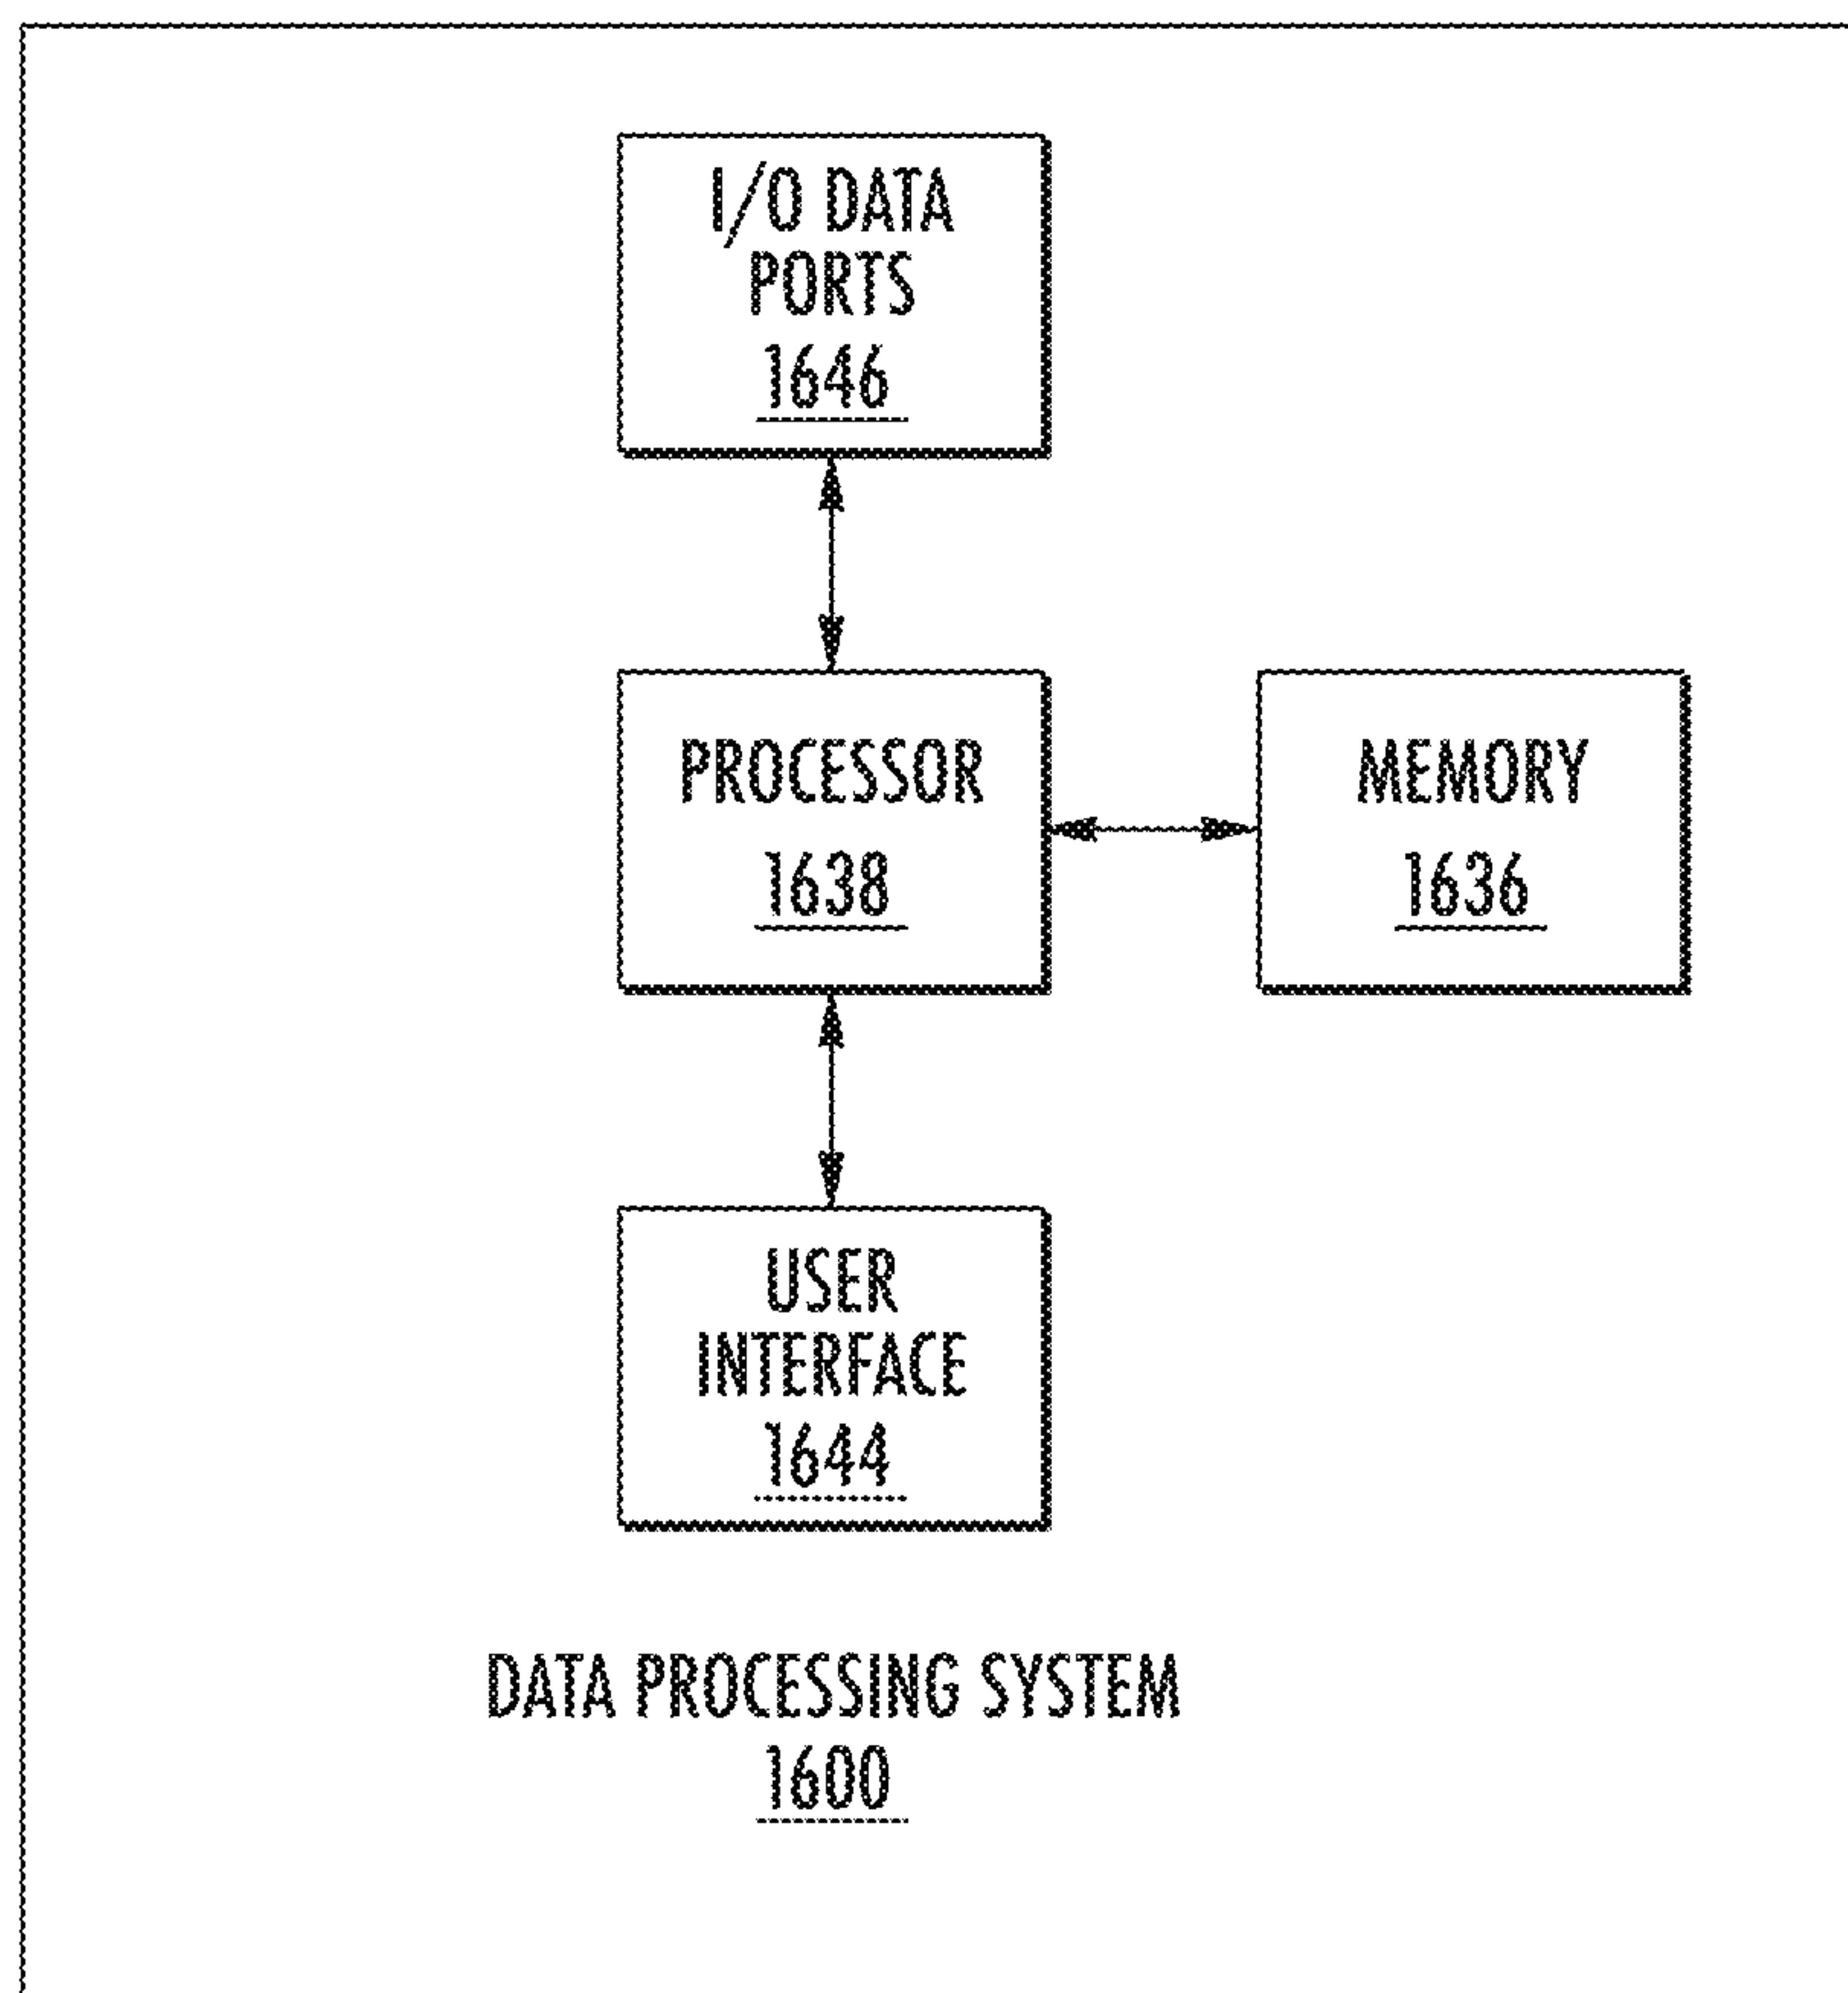 I/O DATA
PORTS
1646
PROCESSOR
1638
MEMORY
1636
USER
INTERFACE
1644
DATA PROCESSING SYSTEM
1600